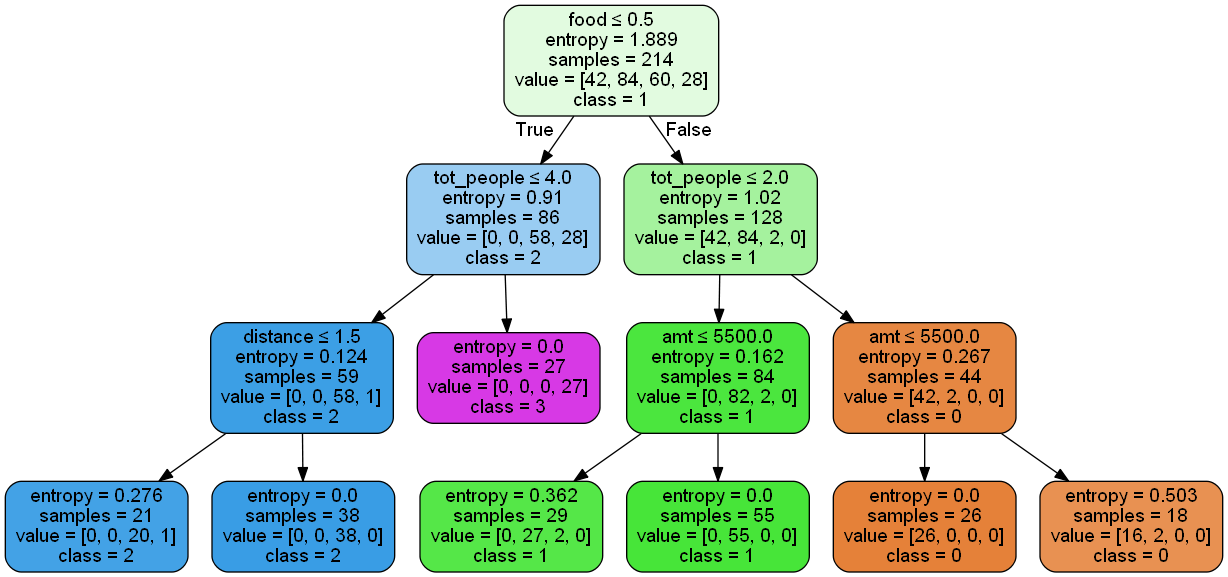 food ≤ 0.5
entropy = 1.889
samples = 214
value = [42, 84, 60, 28]
class = 1
True
False
tot_people ≤ 4.0
entropy = 0.91
samples = 86
value = [0, 0, 58, 28]
class = 2
tot_people ≤ 2.0
entropy = 1.02
samples = 128
value = [42, 84, 2, 0]
class = 1
distance ≤ 1.5
entropy = 0.124
samples = 59
value = [0, 0, 58, 1]
class = 2
entropy = 0.0
samples = 27
value = [0, 0, 0, 27]
class = 3
amt ≤ 5500.0
entropy = 0.162
samples = 84
value = [0, 82, 2, 0]
class = 1
amt ≤ 5500.0
entropy = 0.267
samples = 44
value = [42, 2, 0, 0]
class = 0
entropy = 0.276
samples = 21
value = [0, 0, 20, 1]
class = 2
entropy = 0.0
samples = 38
value = [0, 0, 38, 0]
class = 2
entropy = 0.362
samples = 29
value = [0, 27, 2, 0]
class = 1
entropy = 0.0
samples = 55
value = [0, 55, 0, 0]
class = 1
entropy = 0.0
samples = 26
value = [26, 0, 0, 0]
class = 0
entropy = 0.503
samples = 18
value = [16, 2, 0, 0]
class = 0